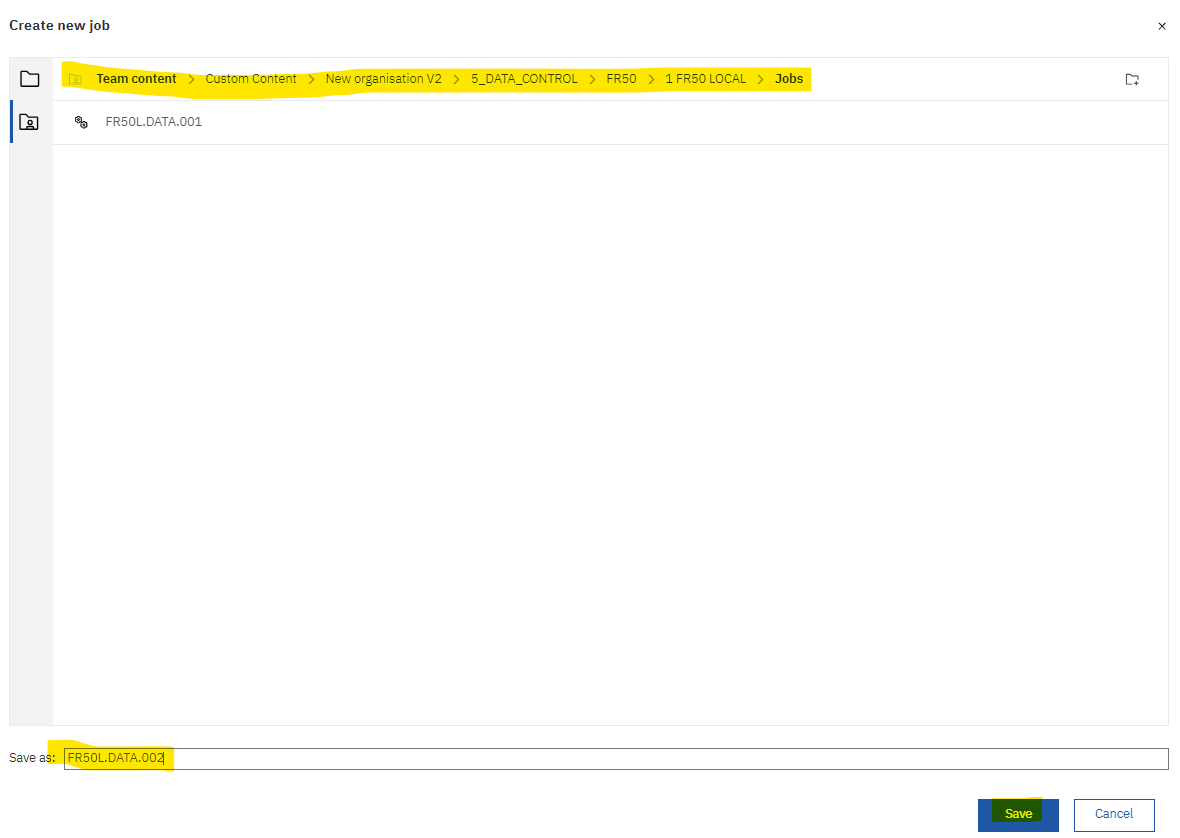 Create new job
Team content > Custom Content > New organisation V2 > 5_DATA_CONTROL > FR50 > 1 FR50 LOCAL > Jobs
FR50L.DATA.001
Save as: FR50L.DATA.002
Save Cancel